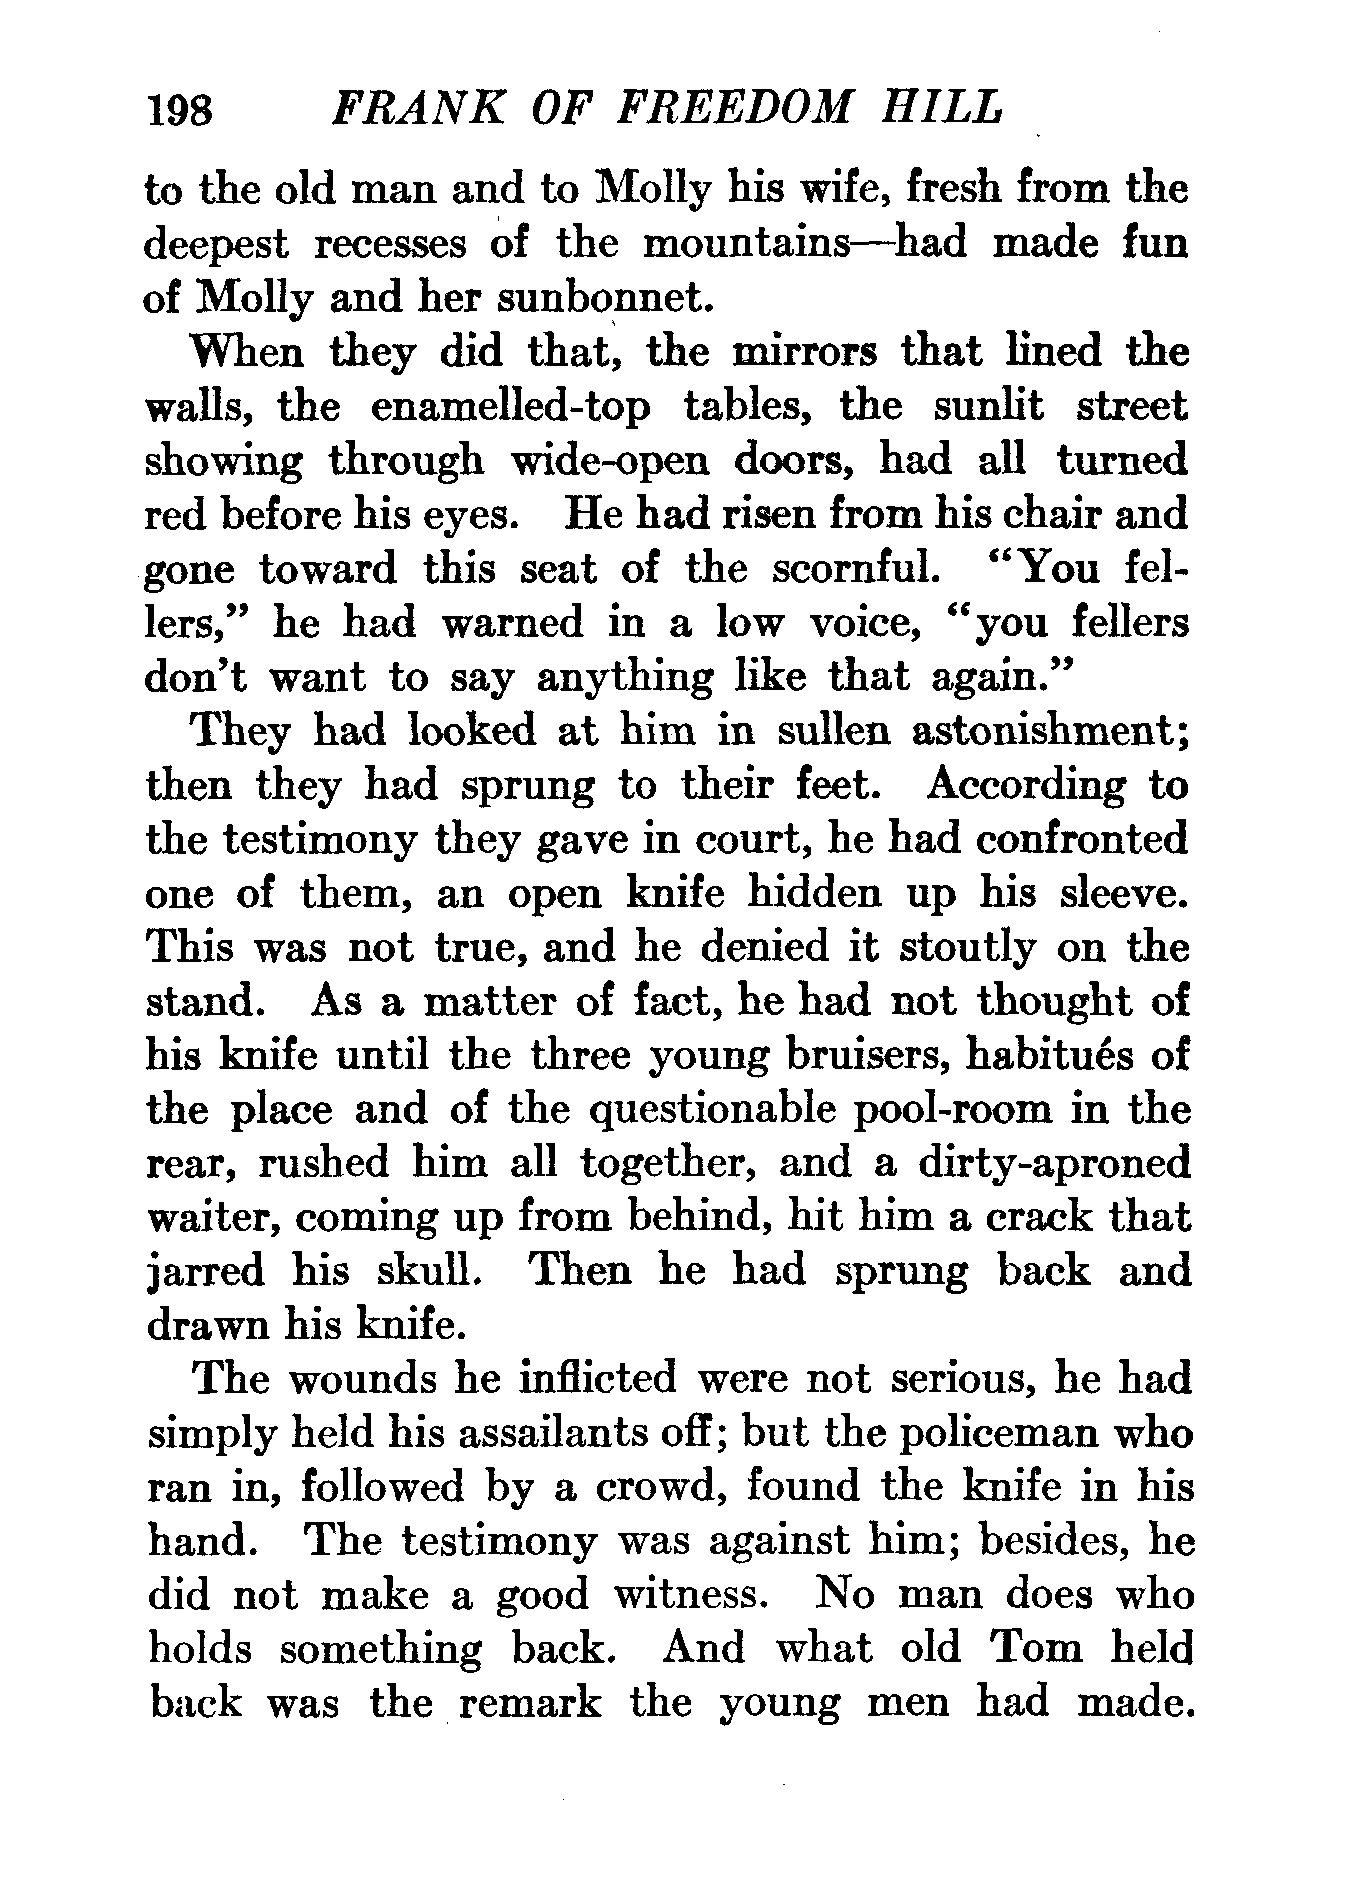 198 FRANK OF FREEDOM HILL
to the old man and to Molly his wife, fresh from the
deepest recesses of the mountains—had made fun
of Molly and her sunbonnet.
When they did that, the mirrors that lined the
walls, the enamelled-top tables, the sunlit street
showing through wide-open doors, had all turned
red before his eyes. He had risen from his chair and
gone toward this seat of the scornful. “You fel-
lers,” he had warned in a low voice, “you fellers
don’t want to say anything like that again.”
They had looked at him in sullen astonishment;
then they had sprung to their feet. According to
the testimony they gave in court, he had confronted
one of them, an open knife hidden up his sleeve.
This was not true, and he denied it stoutly on the
stand. As a matter of fact, he had not thought of
his knife until the three young bruisers, habitués of
the place and of the questionable pool-room in the
rear, rushed him all together, and a dirty-aproned
waiter, coming up from behind, hit him a crack that
jarred his skull. Then he had sprung back and
drawn his knife.
The wounds he inflicted were not serious, he had
simply held his assailants off; but the policeman who
ran in, followed by a crowd, found the knife in his
hand. The testimony was against him; besides, he
did not make a good witness. No man does who
holds something back. And what old Tom held
back was the remark the young men had made.